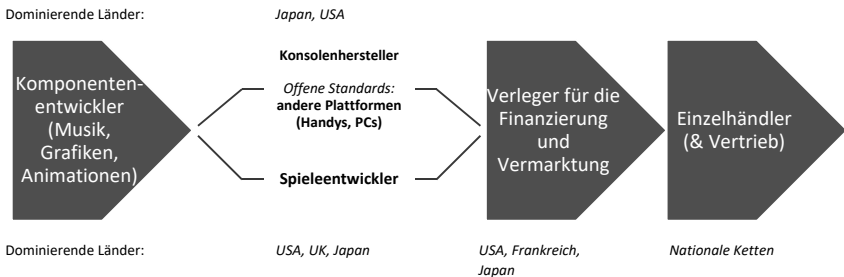 Dominierende Länder: Japan, USA
Komponenten-
entwickler
(Musik,
Grafiken,
Animationen)
Konsolenhersteller
Offene Standards:
andere Plattformen
(Handys, PCs)
Spieleentwickler
Verleger für die
Finanzierung
und
Vermarktung
Einzelhändler
(& Vertrieb)
Dominierende Länder: USA, UK, Japan USA, Frankreich, Nationale Ketten
Japan